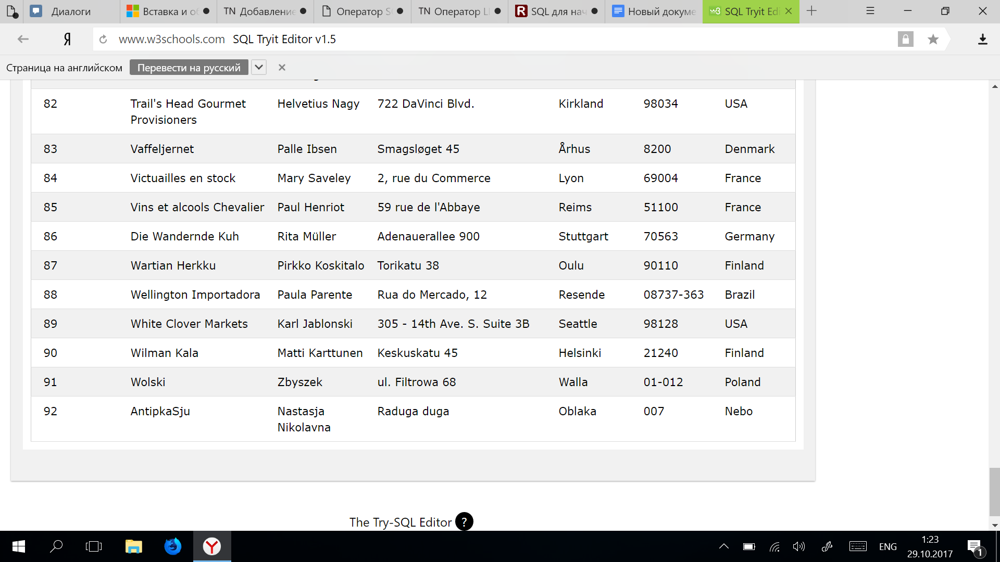 Диалоги
Вставка и об
TN Добавление
Оператор S
TN Оператор LI
R SQL для нач
Новый докуме
w3 SQL Tryit Edi
Я www.w3schools.com SQL Tryit Editor v1.5
Страница на английском Перевести на русский
82 Trail's Head Gourmet Helvetius Nagy 722 DaVinci Blvd. Kirkland 98034 USA
Provisioners
83 Vaffeljernet Palle Ibsen Smagsløget 45 Århus 8200 Denmark
84 Victuailles en stock Mary Saveley 2, rue du Commerce Lyon 69004 France
85 Vins et alcools Chevalier Paul Henriot 59 rue de l'Abbaye Reims 51100 France
86 Die Wandernde Kuh Rita Müller Adenauerallee 900 Stuttgart 70563 Germany
87 Wartian Herkku Pirkko Koskitalo Torikatu 38 Oulu 90110 Finland
88 Wellington Importadora Paula Parente Rua do Mercado, 12 Resende 08737-363 Brazil
89 White Clover Markets Karl Jablonski 305 - 14th Ave. S. Suite 3B Seattle 98128 USA
90 Wilman Kala Matti Karttunen Keskuskatu 45 Helsinki 21240 Finland
91 Wolski Zbyszek ul. Filtrowa 68 Walla 01-012 Poland
92 AntipkaSju Nastasja Raduga duga Oblaka 007 Nebo
Nikolavna
The Try-SQL Editor ?
ENG
1:23
29.10.2017
1